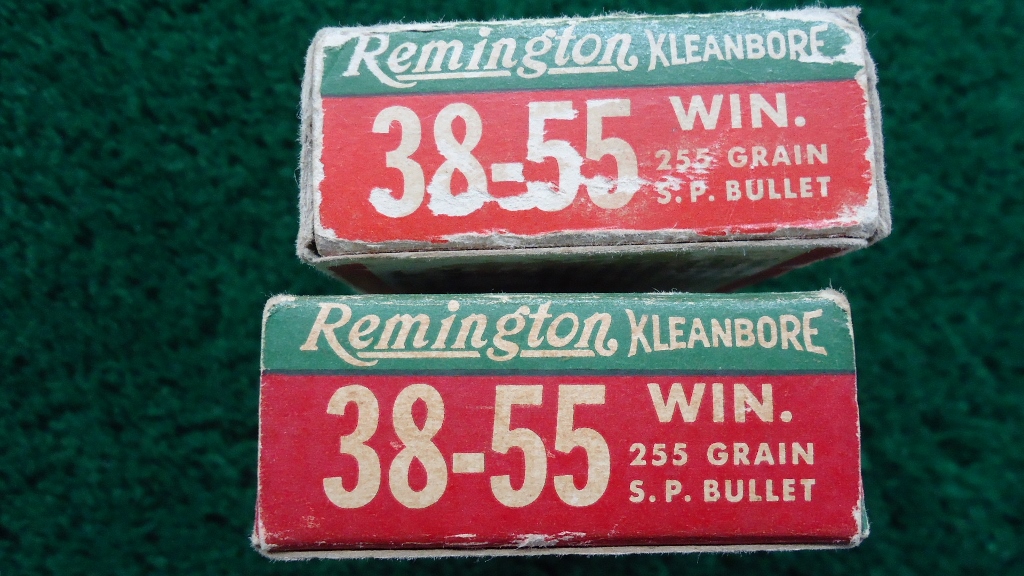 Remington KLEANBORE
38-55 WIN.
255 GRAIN
S.P. BULLET
Remington KLEANBORE
38-55 WIN.
255 GRAIN
S.P. BULLET